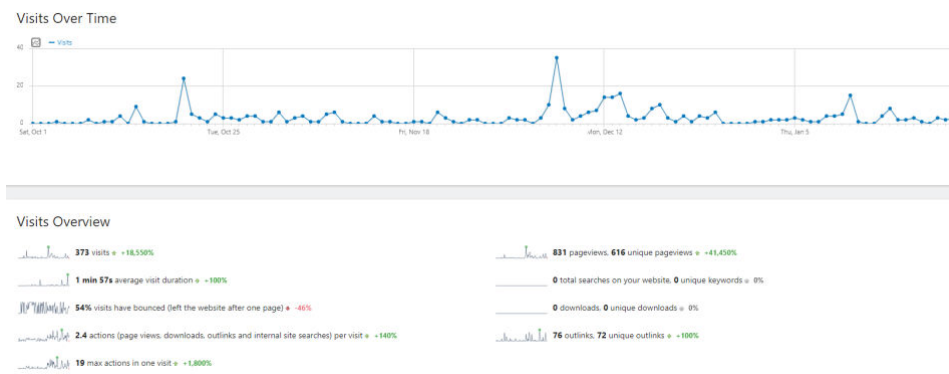 Visits Over Time
Visits
40
20
0
Sat, Oct 1
Tue, Oct 25
Fri, Nov 18
Mon, Dec 12
Thu, Jan 5
Visits Overview
373 visits +18,550%
1 min 57s average visit duration +100%
54% visits have bounced (left the website after one page) -46%
2.4 actions (page views, downloads, outlinks and internal site searches) per visit +140%
19 max actions in one visit +1,800%
831 pageviews, 616 unique pageviews +41,450%
0 total searches on your website, 0 unique keywords 0%
0 downloads, 0 unique downloads 0%
76 outlinks, 72 unique outlinks +100%